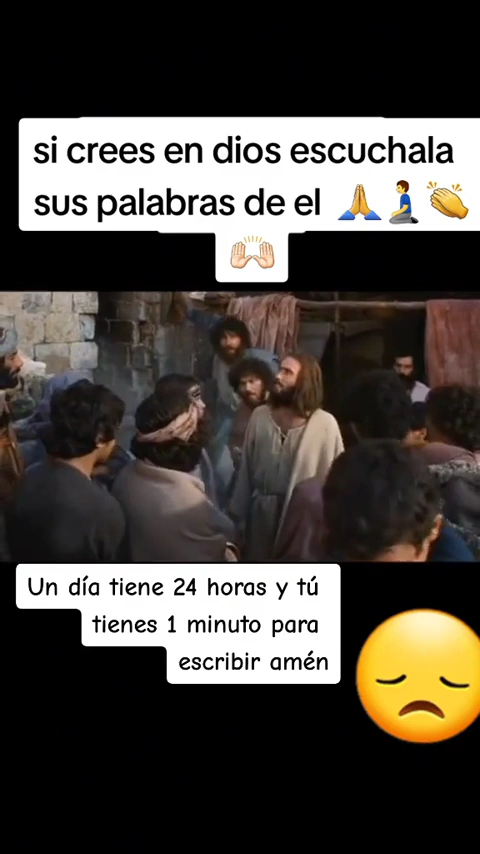 si crees en dios escuchala
sus palabras de el 🙏🧎‍♂️👏
🙌🏻
Un día tiene 24 horas y tú
tienes 1 minuto para
escribir amén